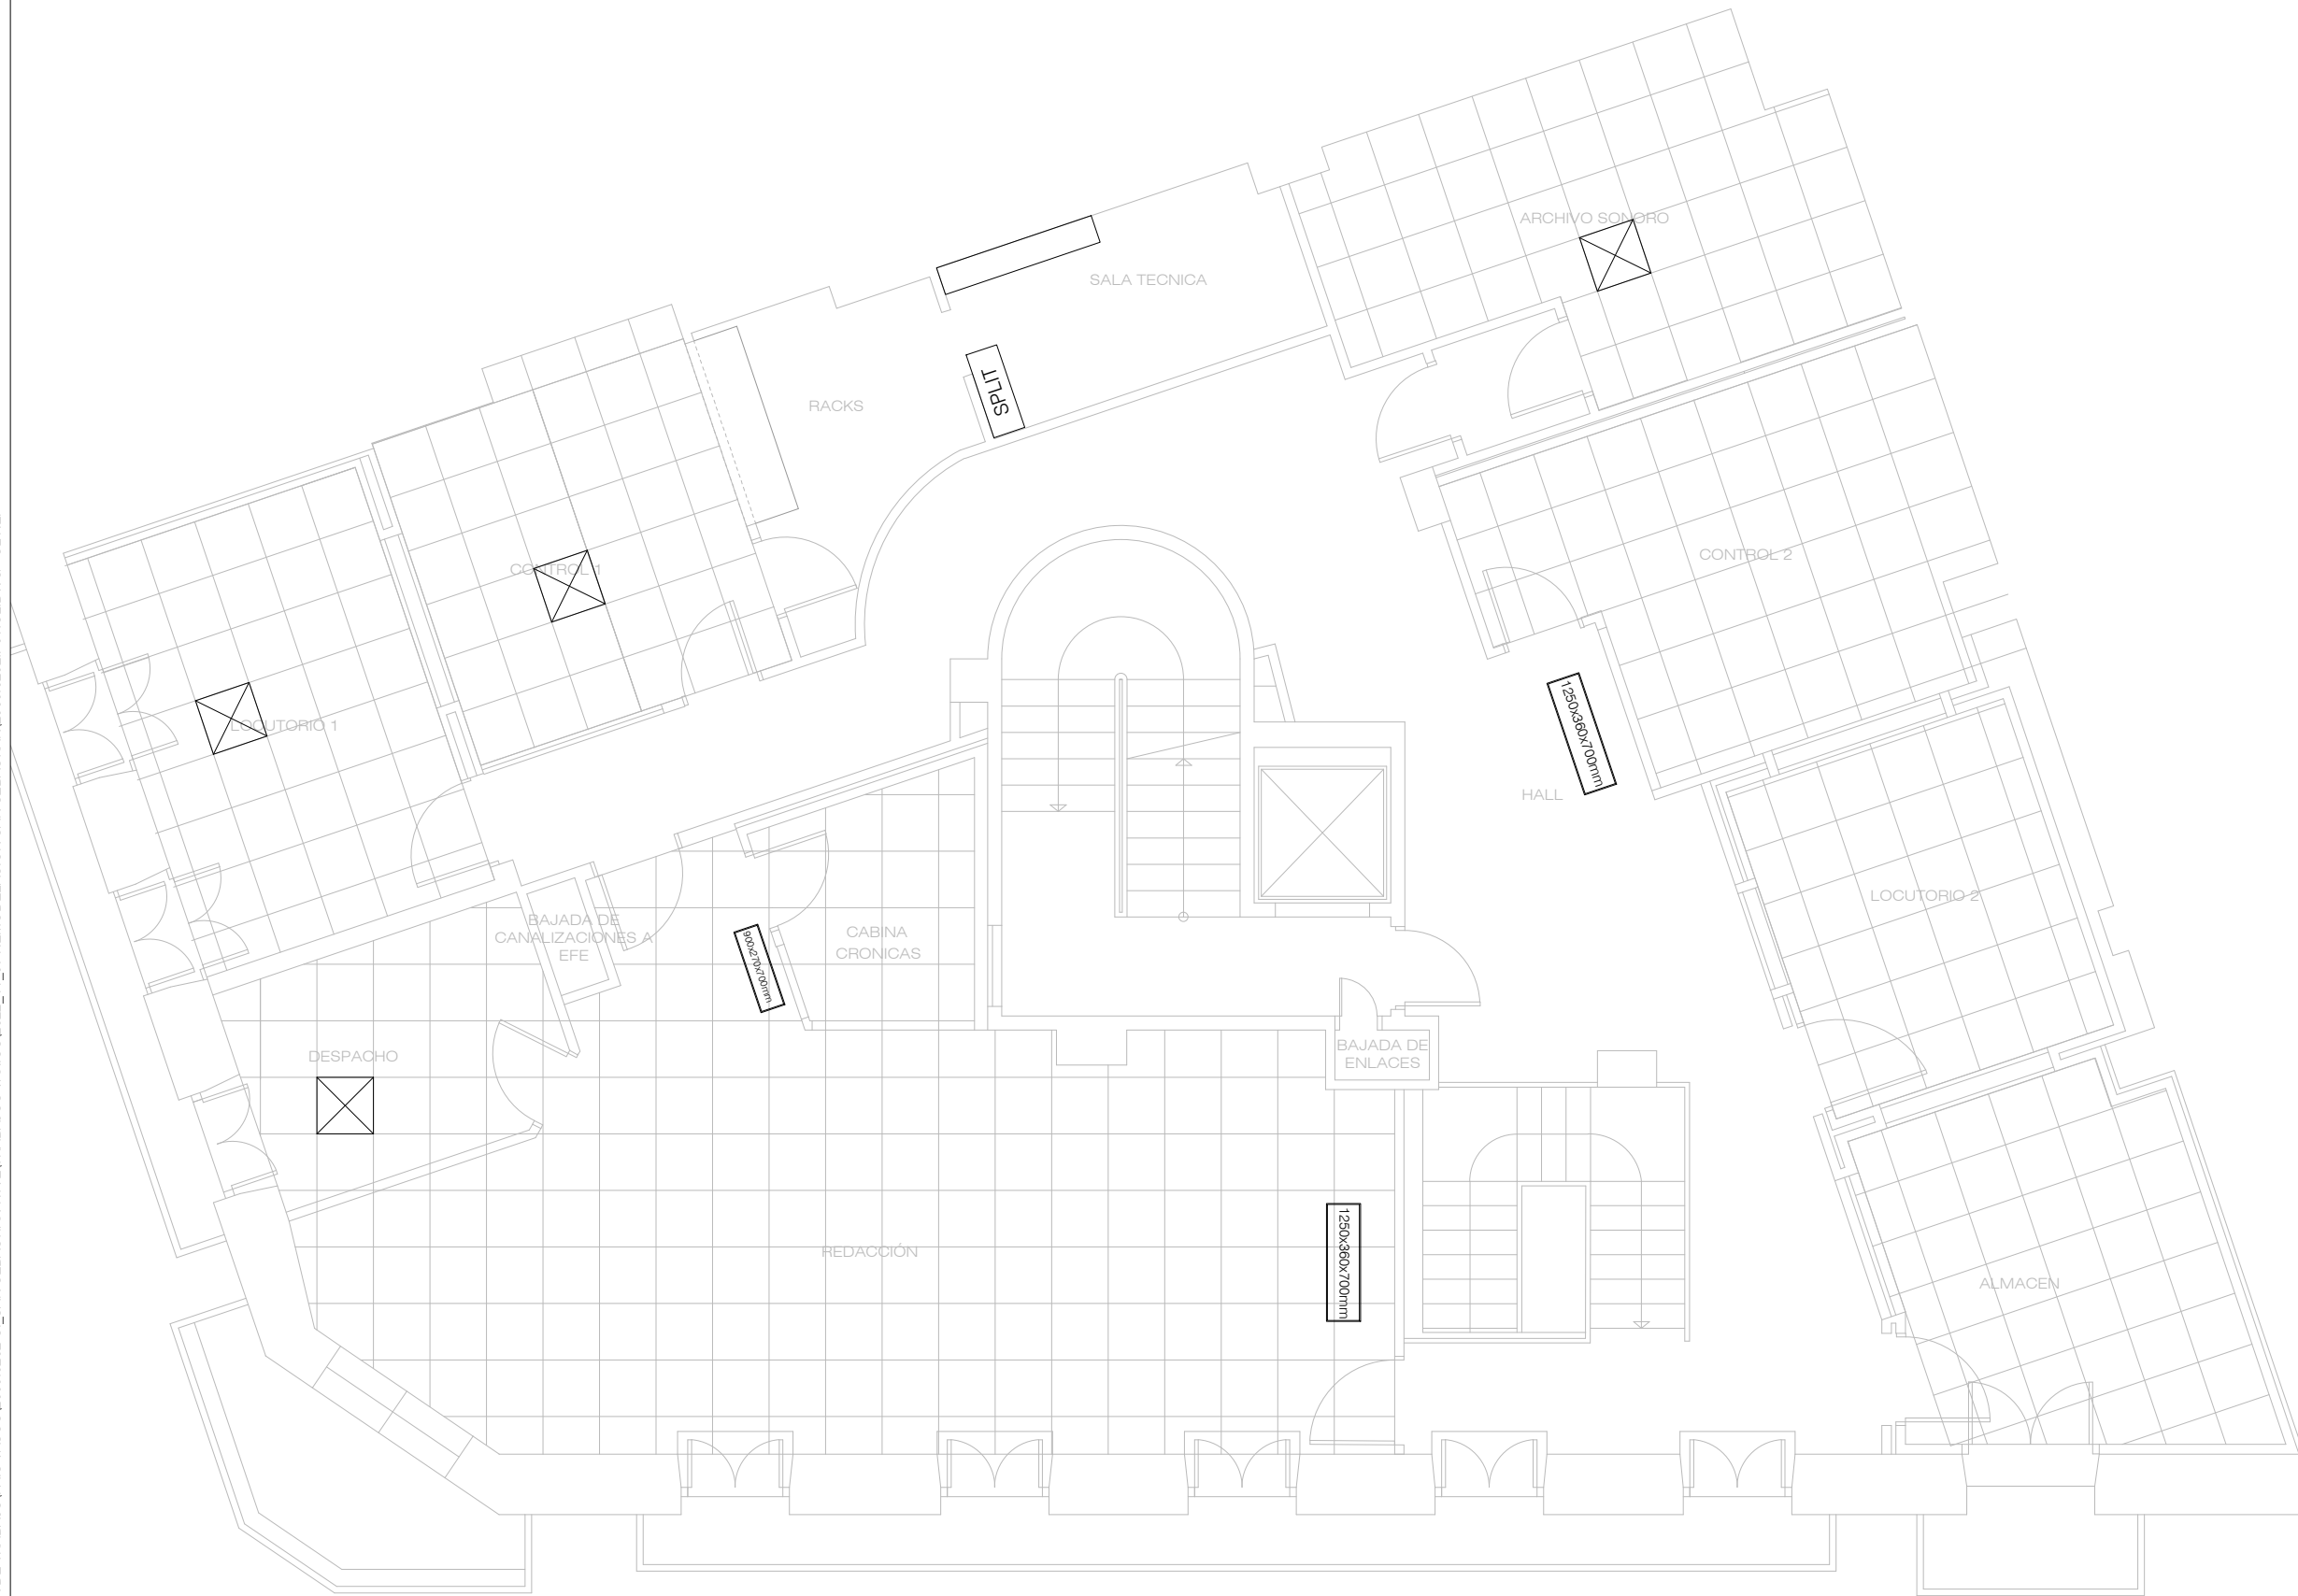 ARCHIVO SONORO
SALA TECNICA
SPLIT
RACKS
CONTROL 2
CONTROL 1
LOCUTORIO 1
1250x360x700mm
HALL
LOCUTORIO 2
BAJADA DE
CANALIZACIONES A
EFE
CABINA
CRONICAS
900x270x700mm
DESPACHO
BAJADA DE
ENLACES
REDACCIÓN
1250x360x700mm
ALMACEN